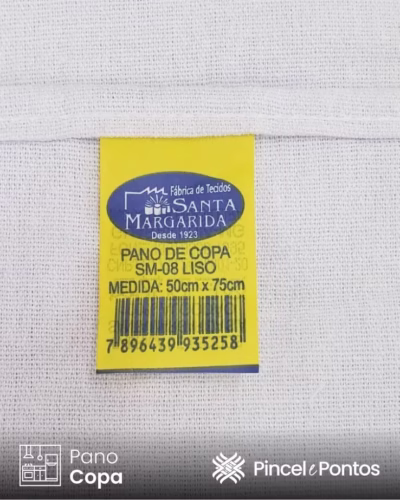 Fábrica de Tecidos
SANTA
MARGARIDA
Desde 1923
PANO DE COPA
SM-08 LISO
MEDIDA: 50cm x 75cm
7 896439 935258
Pano
Copa
Pincel e Pontos